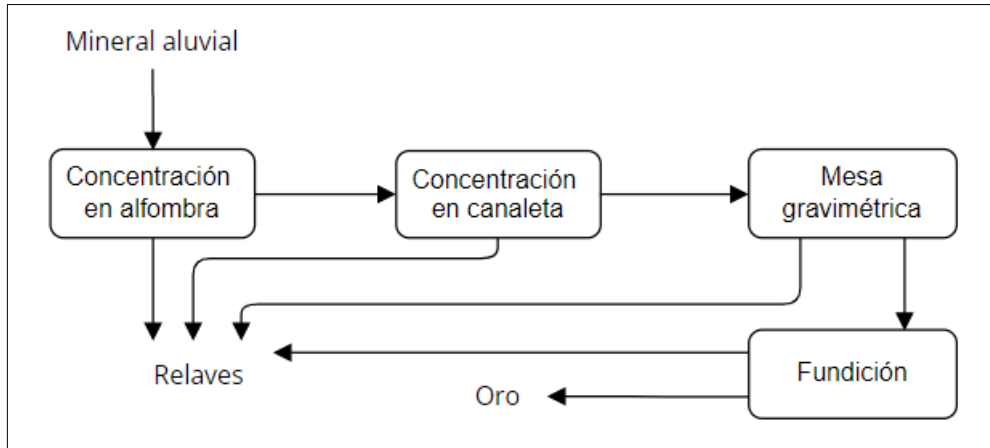 Mineral aluvial
Concentración
en alfombra
Concentración
en canaleta
Mesa
gravimétrica
Relaves
Oro
Fundición